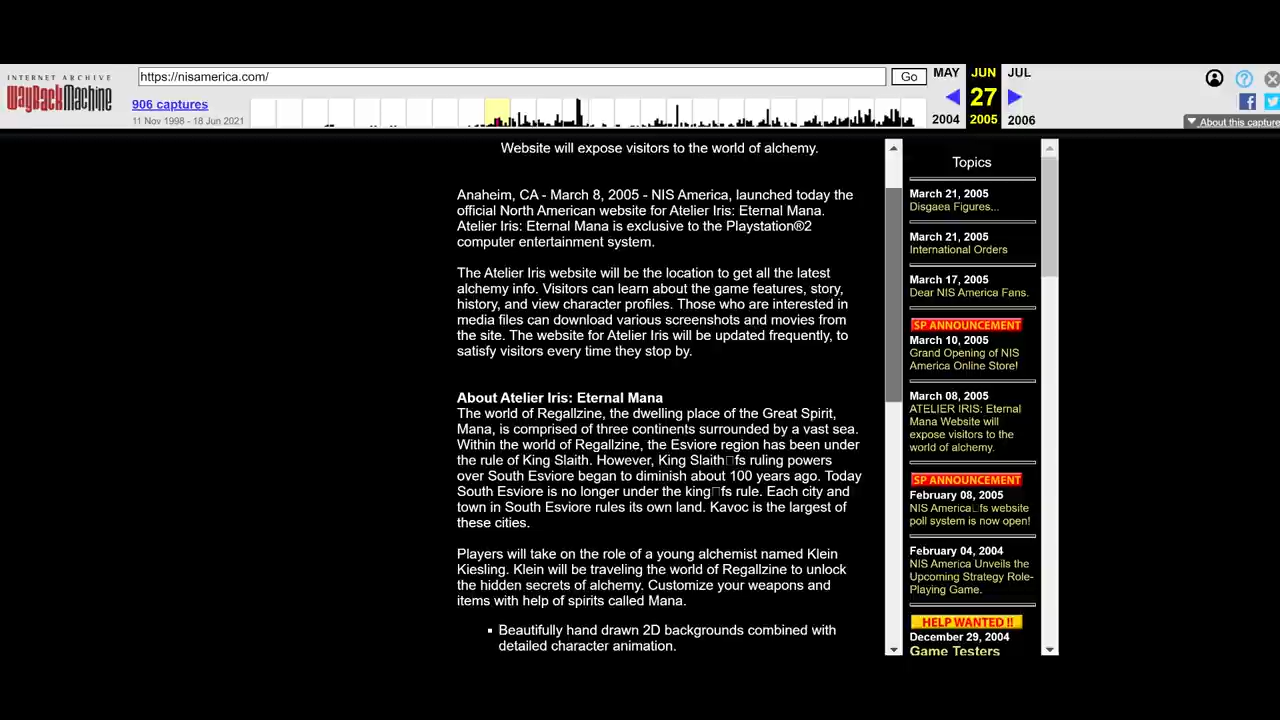 INTERNET ARCHIVE
WayBackMachine
https://nisamerica.com/
Go
MAY
JUN
JUL
27
2004
2005
2006
906 captures
11 Nov 1998 - 18 Jun 2021
About this capture
Website will expose visitors to the world of alchemy.
Anaheim, CA - March 8, 2005 - NIS America, launched today the
official North American website for Atelier Iris: Eternal Mana.
Atelier Iris: Eternal Mana is exclusive to the Playstation®2
computer entertainment system.
The Atelier Iris website will be the location to get all the latest
alchemy info. Visitors can learn about the game features, story,
history, and view character profiles. Those who are interested in
media files can download various screenshots and movies from
the site. The website for Atelier Iris will be updated frequently, to
satisfy visitors every time they stop by.
About Atelier Iris: Eternal Mana
The world of Regallzine, the dwelling place of the Great Spirit,
Mana, is comprised of three continents surrounded by a vast sea.
Within the world of Regallzine, the Esviore region has been under
the rule of King Slaith. However, King Slaith□fs ruling powers
over South Esviore began to diminish about 100 years ago. Today
South Esviore is no longer under the king□fs rule. Each city and
town in South Esviore rules its own land. Kavoc is the largest of
these cities.
Players will take on the role of a young alchemist named Klein
Kiesling. Klein will be traveling the world of Regallzine to unlock
the hidden secrets of alchemy. Customize your weapons and
items with help of spirits called Mana.
Beautifully hand drawn 2D backgrounds combined with
detailed character animation.
Topics
March 21, 2005
Disgaea Figures...
March 21, 2005
International Orders
March 17, 2005
Dear NIS America Fans.
SP ANNOUNCEMENT
March 10, 2005
Grand Opening of NIS
America Online Store!
March 08, 2005
ATELIER IRIS: Eternal
Mana Website will
expose visitors to the
world of alchemy.
SP ANNOUNCEMENT
February 08, 2005
NIS America□fs website
poll system is now open!
February 04, 2004
NIS America Unveils the
Upcoming Strategy Role-
Playing Game.
HELP WANTED !!
December 29, 2004
Game Testers